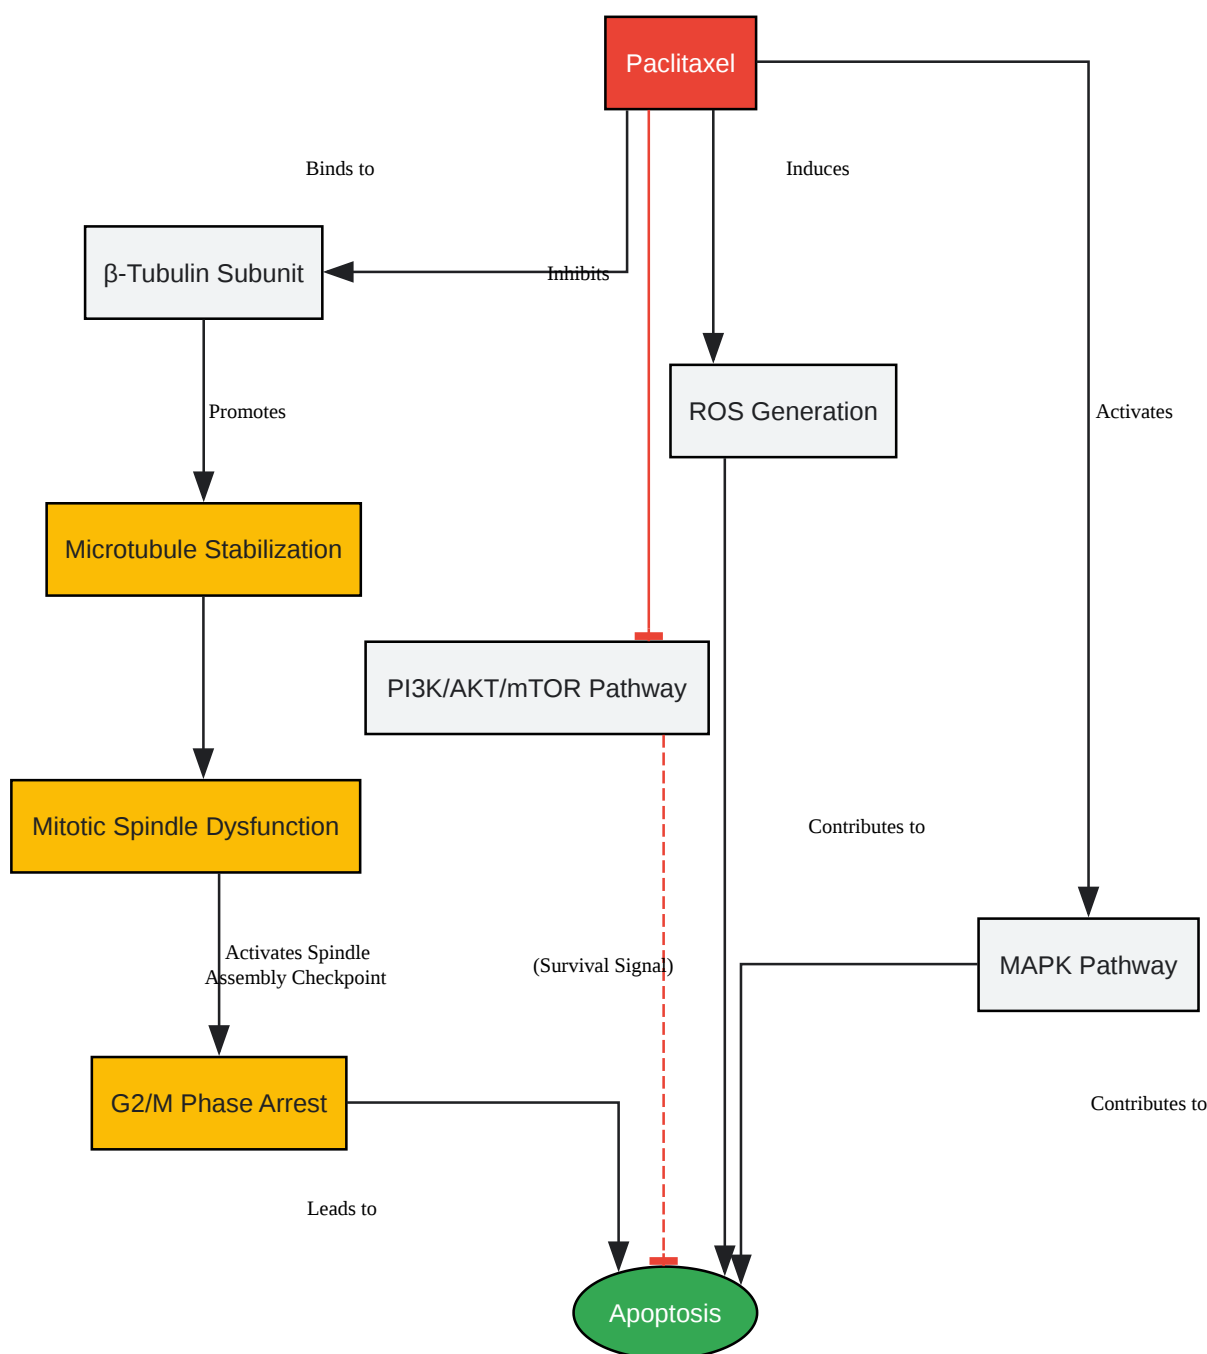 Paclitaxel
Binds to
Induces
β-Tubulin Subunit
Inhibits
Promotes
ROS Generation
Activates
Microtubule Stabilization
PI3K/AKT/mTOR Pathway
Mitotic Spindle Dysfunction
Contributes to
Activates Spindle
Assembly Checkpoint
(Survival Signal)
MAPK Pathway
G2/M Phase Arrest
Contributes to
Leads to
Apoptosis